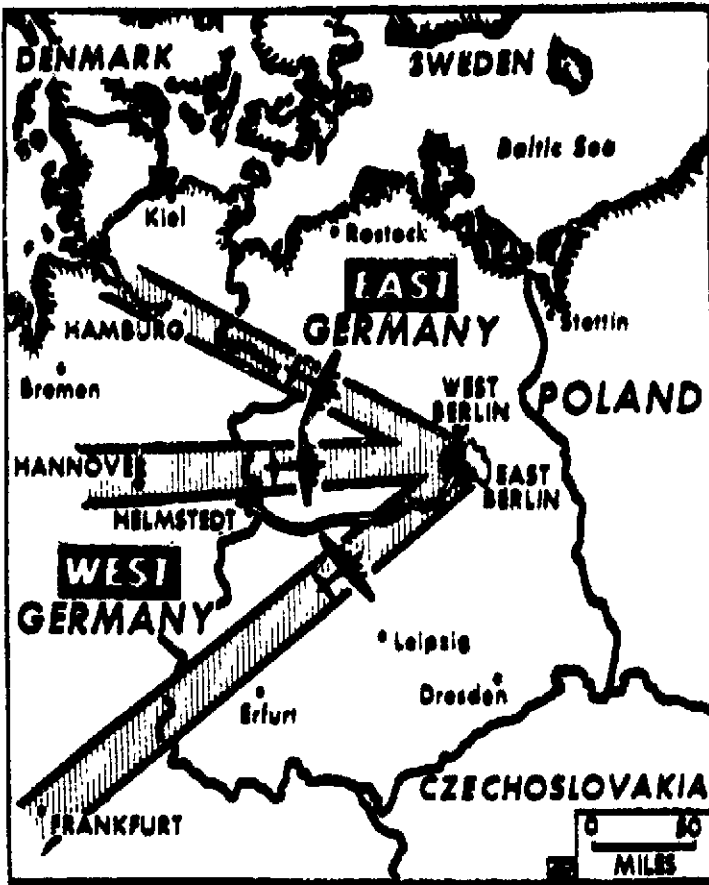 DENMARK
SWEDEN
Baltic Sea
Kiel
Rostock
EAST
GERMANY
Stettin
HAMBURG
Bremen
WEST
BERLIN
POLAND
HANNOVER
EAST
BERLIN
HELMSTEDT
WEST
GERMANY
Leipzig
Dresden
Erfurt
CZECHOSLOVAKIA
FRANKFURT
0 50
MILES